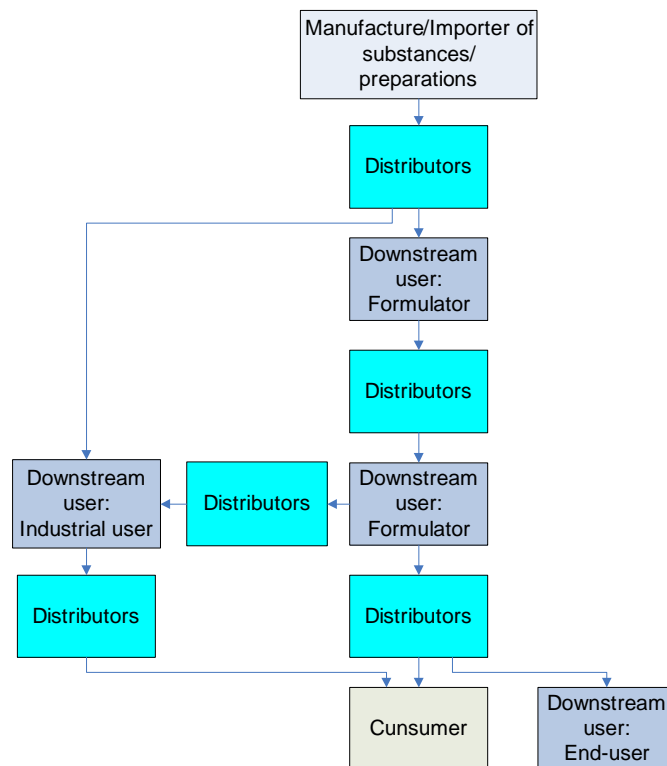 Manufacture/Importer of
substances/
preparations
Distributors
Downstream
user:
Formulator
Distributors
Downstream
user:
Industrial user
Distributors
Downstream
user:
Formulator
Distributors
Distributors
Cunsumer
Downstream
user:
End-user